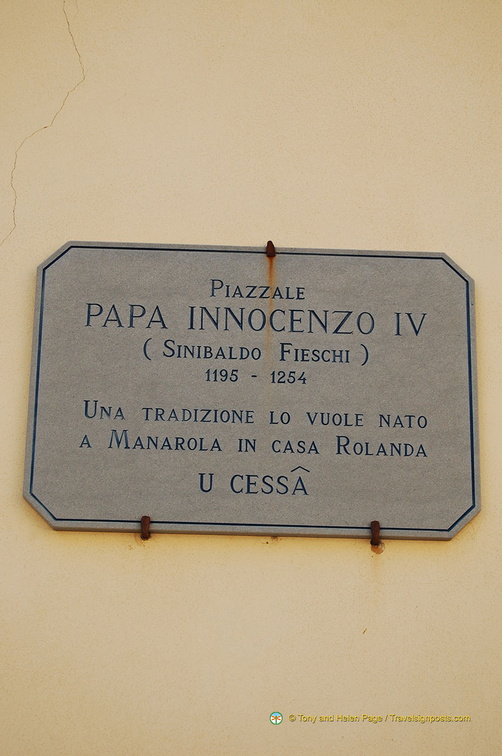 PIAZZALE
PAPA INNOCENZO IV
( SINIBALDO FIESCHI )
1195 - 1254
UNA TRADIZIONE LO VUOLE NATO
A MANAROLA IN CASA ROLANDA
U CESSÂ
© Tony and Helen Page / Travelsignposts.com